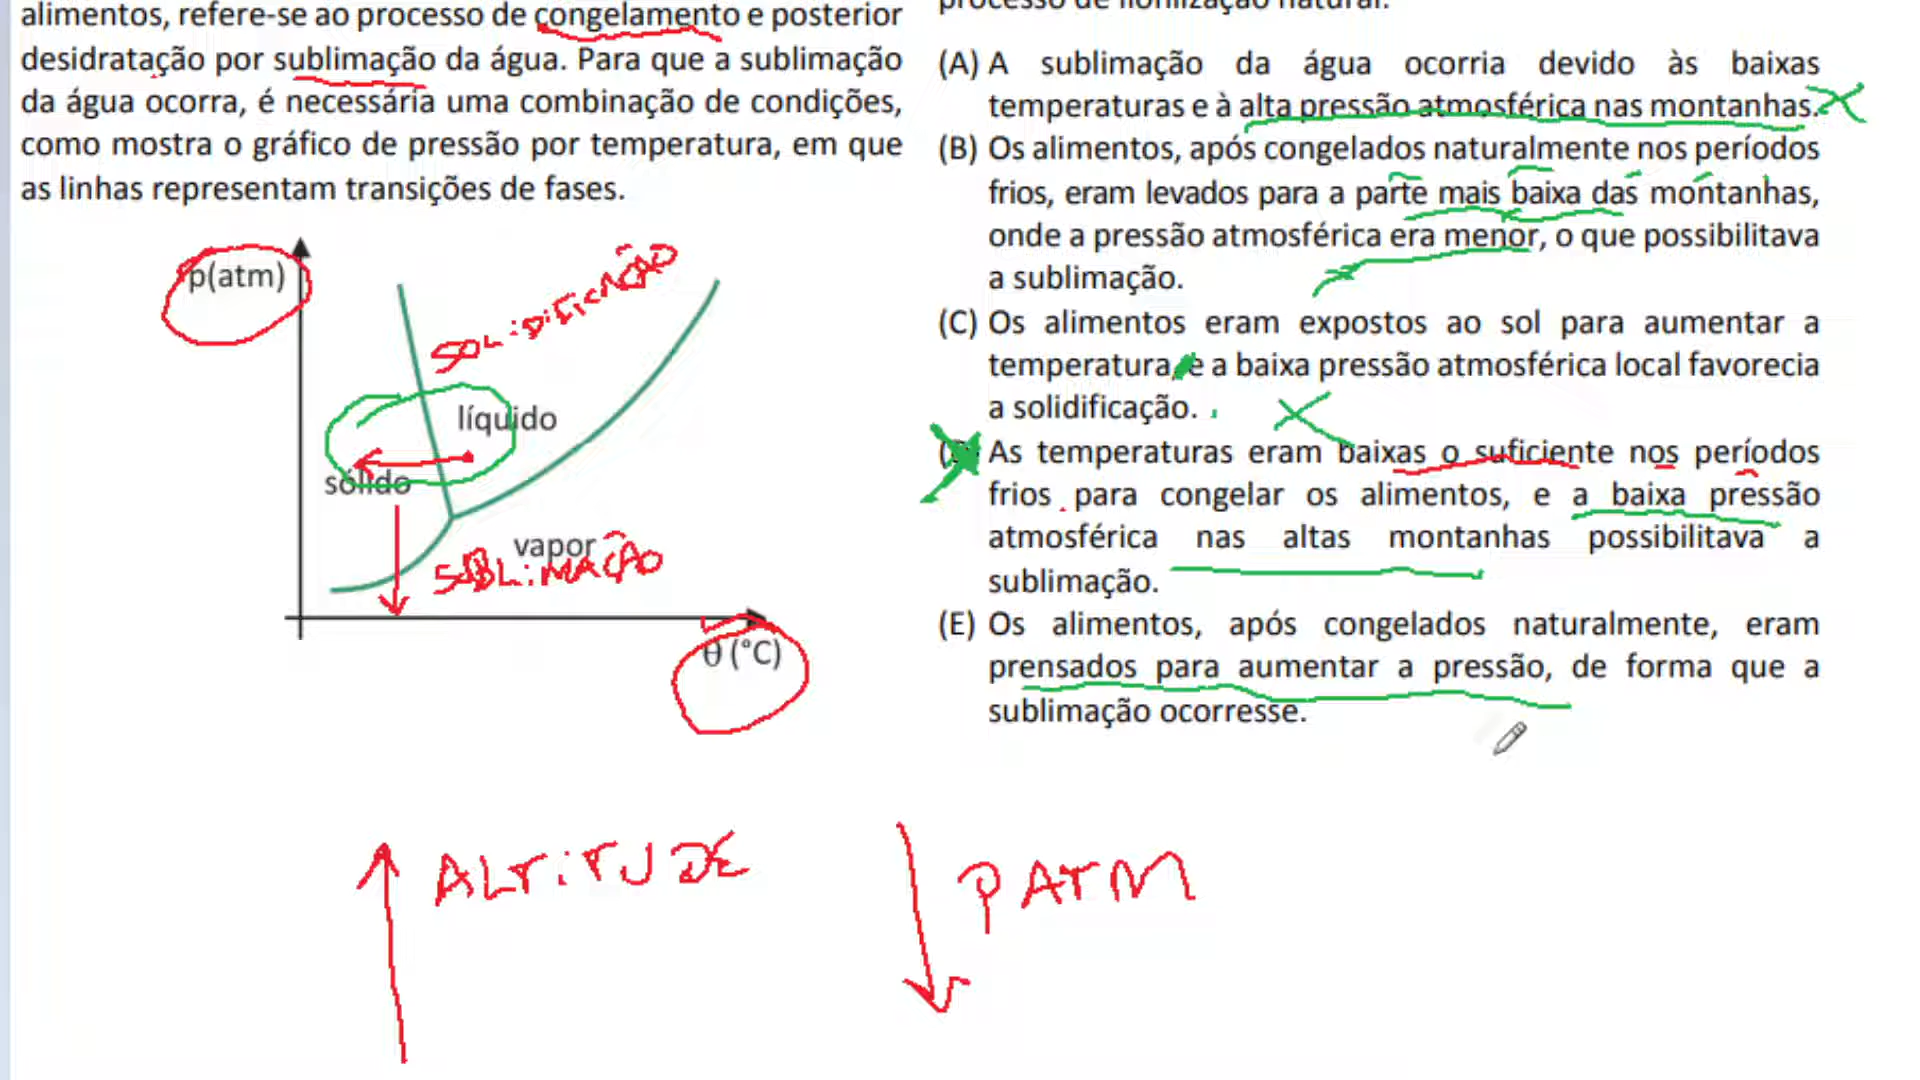 alimentos, refere-se ao processo de congelamento e posterior
desidratação por sublimação da água. Para que a sublimação
da água ocorra, é necessária uma combinação de condições,
como mostra o gráfico de pressão por temperatura, em que
as linhas representam transições de fases.
p(atm)
SOLIDIFICAÇÃO
líquido
sólido
vapor
SUBLIMAÇÃO
θ (°C)
processo de liofilização natural.
(A) A sublimação da água ocorria devido às baixas
temperaturas e à alta pressão atmosférica nas montanhas.
(B) Os alimentos, após congelados naturalmente nos períodos
frios, eram levados para a parte mais baixa das montanhas,
onde a pressão atmosférica era menor, o que possibilitava
a sublimação.
(C) Os alimentos eram expostos ao sol para aumentar a
temperatura, e a baixa pressão atmosférica local favorecia
a solidificação.
(D) As temperaturas eram baixas o suficiente nos períodos
frios para congelar os alimentos, e a baixa pressão
atmosférica nas altas montanhas possibilitava a
sublimação.
(E) Os alimentos, após congelados naturalmente, eram
prensados para aumentar a pressão, de forma que a
sublimação ocorresse.
ALTITUDE
PATM